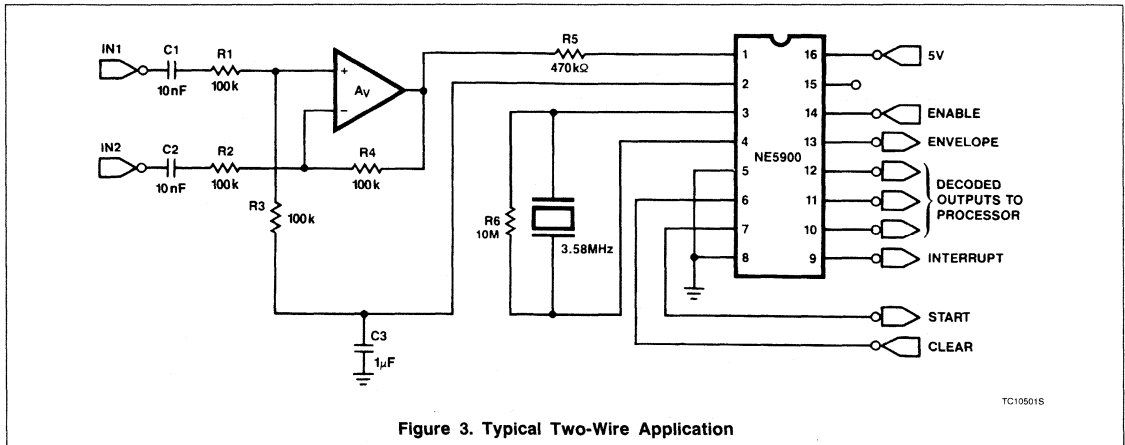 IN1
C1
10nF
R1
100k
+
AV
−
IN2
C2
10nF
R2
100k
R4
100k
R3
100k
C3
1µF
R5
470kΩ
R6
10M
3.58MHz
NE5900
1
2
3
4
5
6
7
8
16
15
14
13
12
11
10
9
5V
ENABLE
ENVELOPE
DECODED
OUTPUTS TO
PROCESSOR
INTERRUPT
START
CLEAR
TC10501S
Figure 3. Typical Two-Wire Application